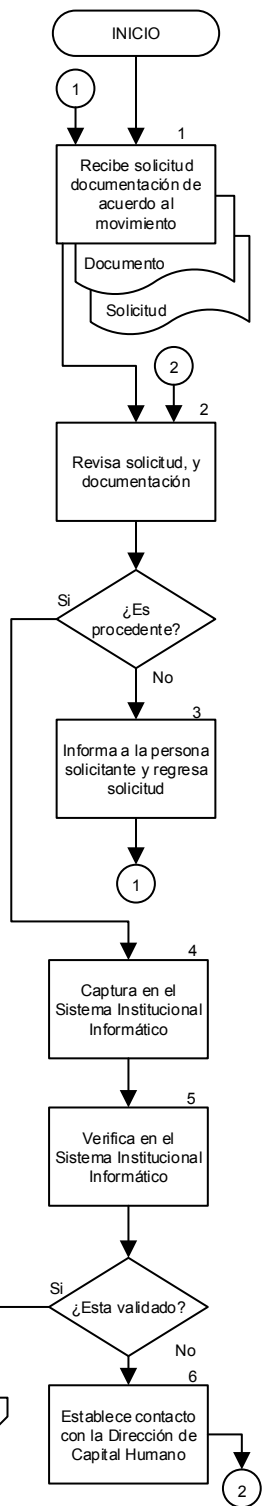 INICIO
1
1
Recibe solicitud
documentación de
acuerdo al
movimiento
Documento
Solicitud
2
2
Revisa solicitud, y
documentación
Si
¿Es
procedente?
No
3
Informa a la persona
solicitante y regresa
solicitud
1
4
Captura en el
Sistema Institucional
Informático
5
Verifica en el
Sistema Institucional
Informático
Si
¿Esta validado?
No
6
Establece contacto
con la Dirección de
Capital Humano
2